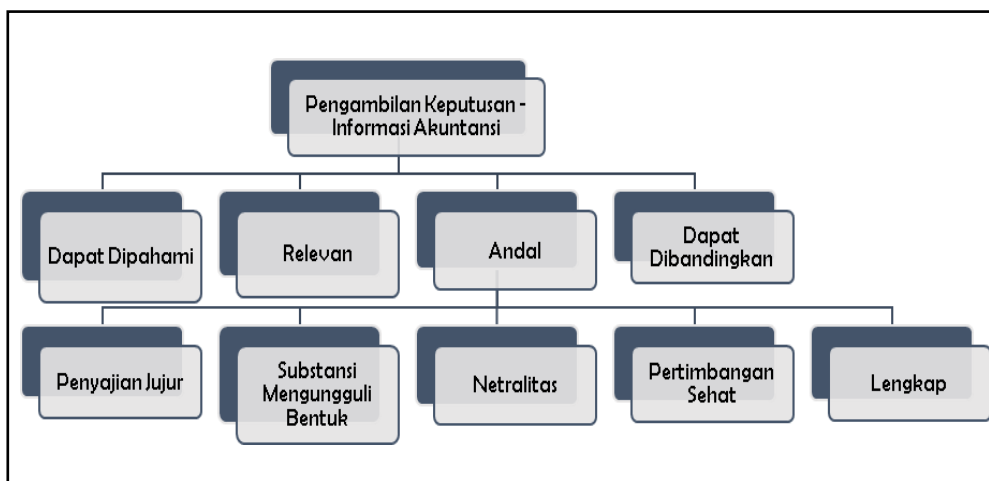 Pengambilan Keputusan -
Informasi Akuntansi
Dapat Dipahami
Relevan
Andal
Dapat
Dibandingkan
Penyajian Jujur
Substansi
Mengungguli
Bentuk
Netralitas
Pertimbangan
Sehat
Lengkap